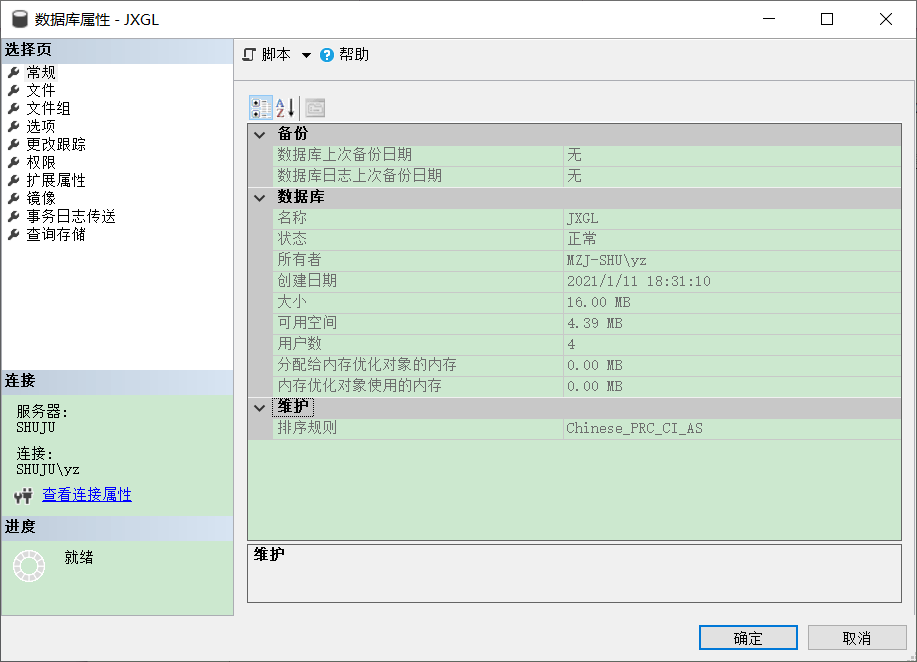 数据库属性 - JXGL
选择页
常规
文件
文件组
选项
更改跟踪
权限
扩展属性
镜像
事务日志传送
查询存储
连接
服务器:
SHUJU
连接:
SHUJU\yz
查看连接属性
进度
就绪
脚本 帮助
备份
数据库上次备份日期 无
数据库日志上次备份日期 无
数据库
名称 JXGL
状态 正常
所有者 MZJ-SHU\yz
创建日期 2021/1/11 18:31:10
大小 16.00 MB
可用空间 4.39 MB
用户数 4
分配给内存优化对象的内存 0.00 MB
内存优化对象使用的内存 0.00 MB
维护
排序规则 Chinese_PRC_CI_AS
维护
确定 取消